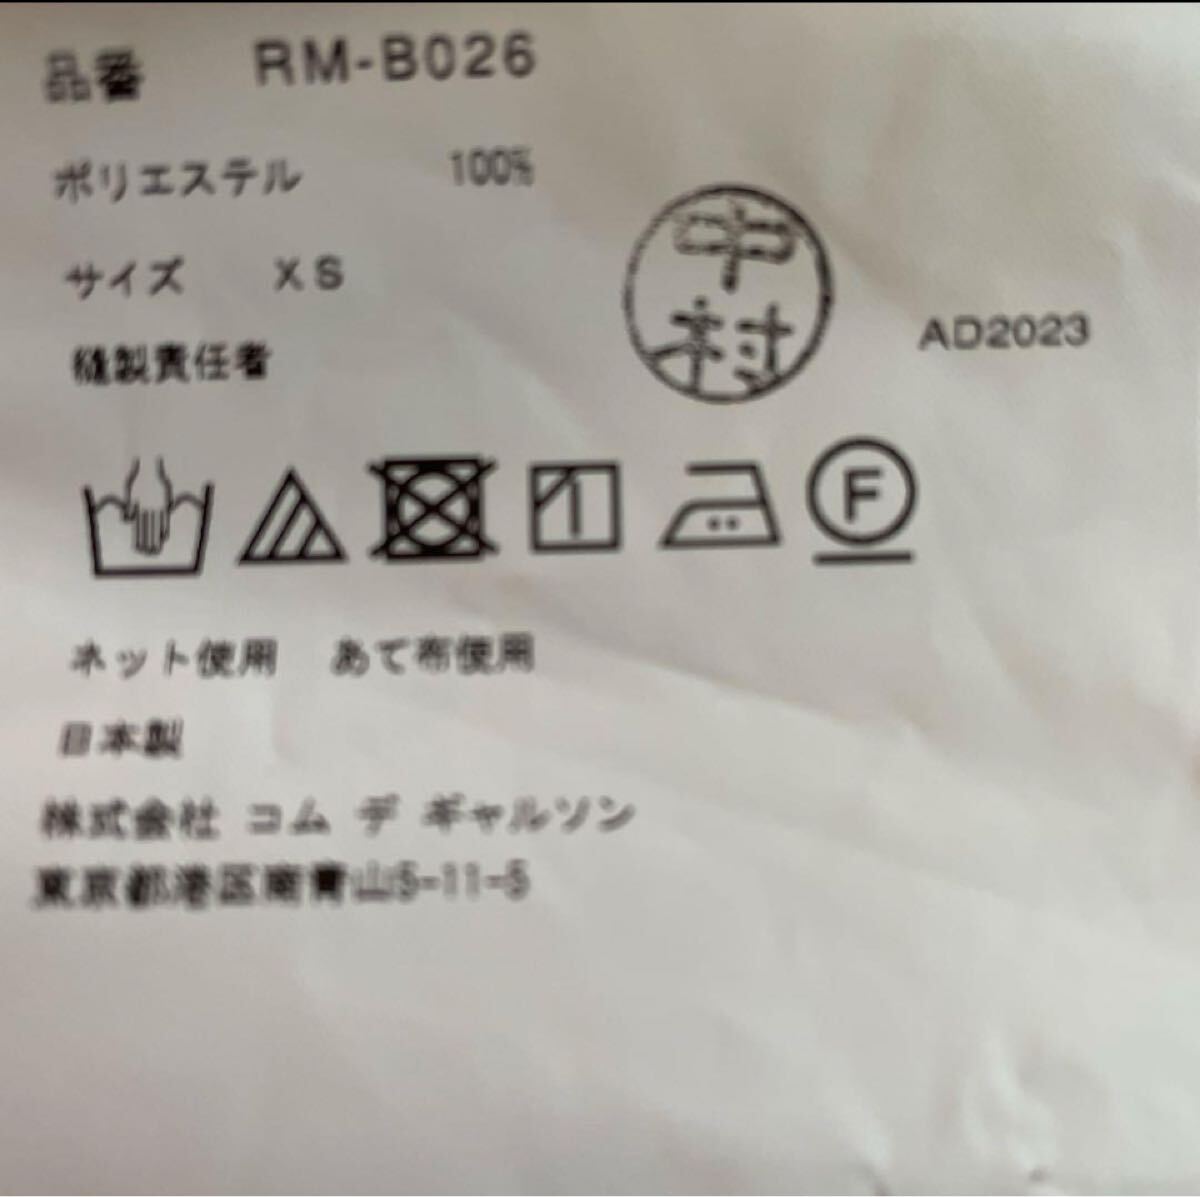 品番 RM-B026
ポリエステル 100%
サイズ XS
縫製責任者
中村
AD2023
F
ネット使用 あて布使用
日本製
株式会社 コム デ ギャルソン
東京都港区南青山5-11-5